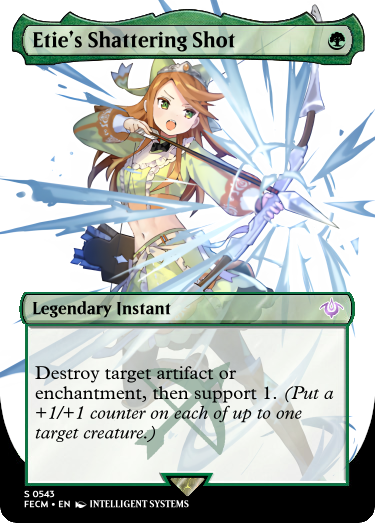 Etie's Shattering Shot
Legendary Instant
Destroy target artifact or
enchantment, then support 1. (Put a
+1/+1 counter on each of up to one
target creature.)
S 0543
FECM • EN INTELLIGENT SYSTEMS